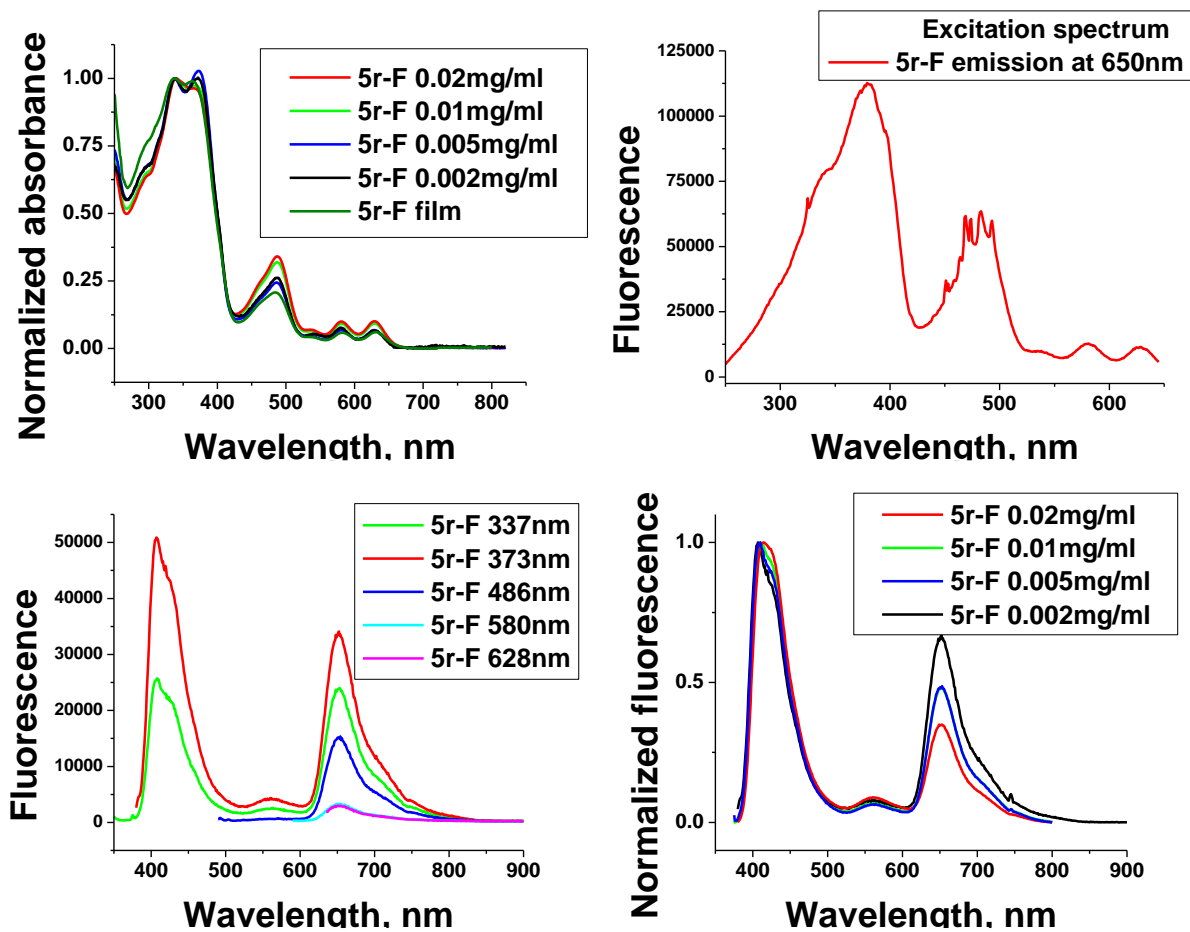 Normalized absorbance
1.00
0.75
0.50
0.25
0.00
5r-F 0.02mg/ml
5r-F 0.01mg/ml
5r-F 0.005mg/ml
5r-F 0.002mg/ml
5r-F film
300 400 500 600 700 800
Wavelength, nm
Fluorescence
125000
100000
75000
50000
25000
0
Excitation spectrum
5r-F emission at 650nm
300 400 500 600
Wavelength, nm
Fluorescence
50000
40000
30000
20000
10000
0
5r-F 337nm
5r-F 373nm
5r-F 486nm
5r-F 580nm
5r-F 628nm
400 500 600 700 800 900
Wavelength, nm
Normalized fluorescence
1.0
0.5
0.0
5r-F 0.02mg/ml
5r-F 0.01mg/ml
5r-F 0.005mg/ml
5r-F 0.002mg/ml
400 500 600 700 800 900
Wavelength, nm